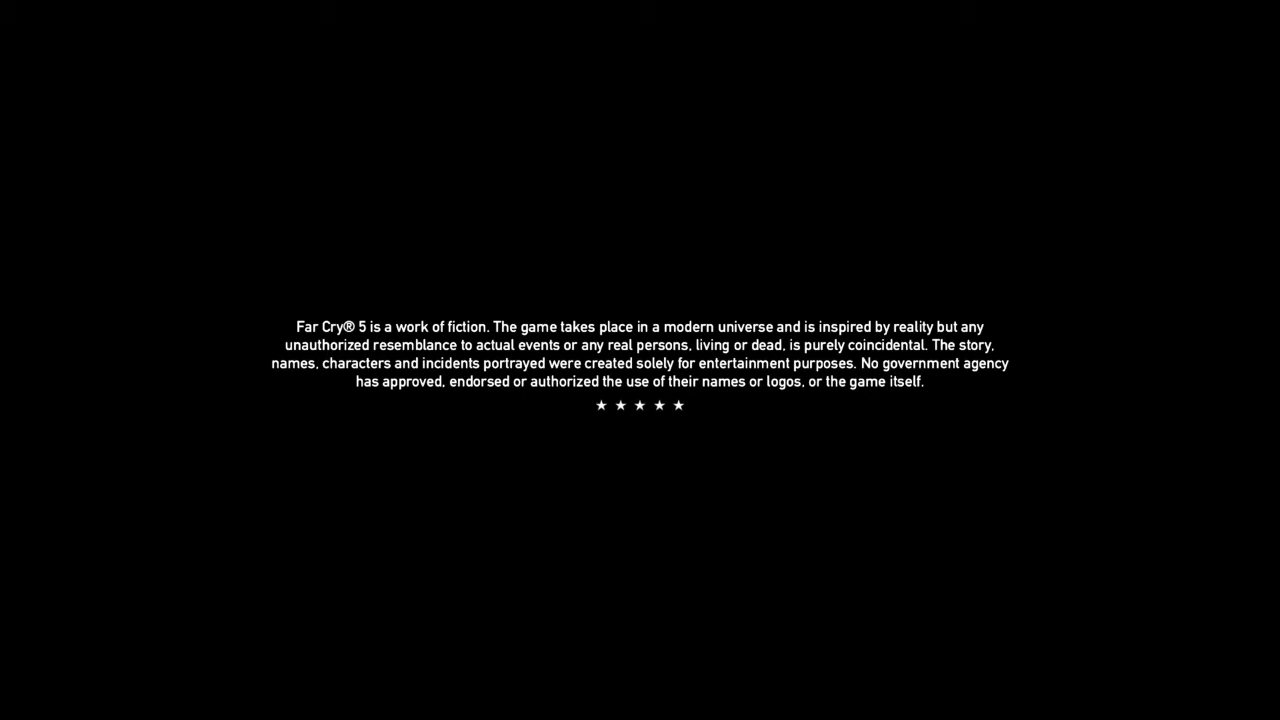 Far Cry® 5 is a work of fiction. The game takes place in a modern universe and is inspired by reality but any
unauthorized resemblance to actual events or any real persons, living or dead, is purely coincidental. The story,
names, characters and incidents portrayed were created solely for entertainment purposes. No government agency
has approved, endorsed or authorized the use of their names or logos, or the game itself.
★ ★ ★ ★ ★